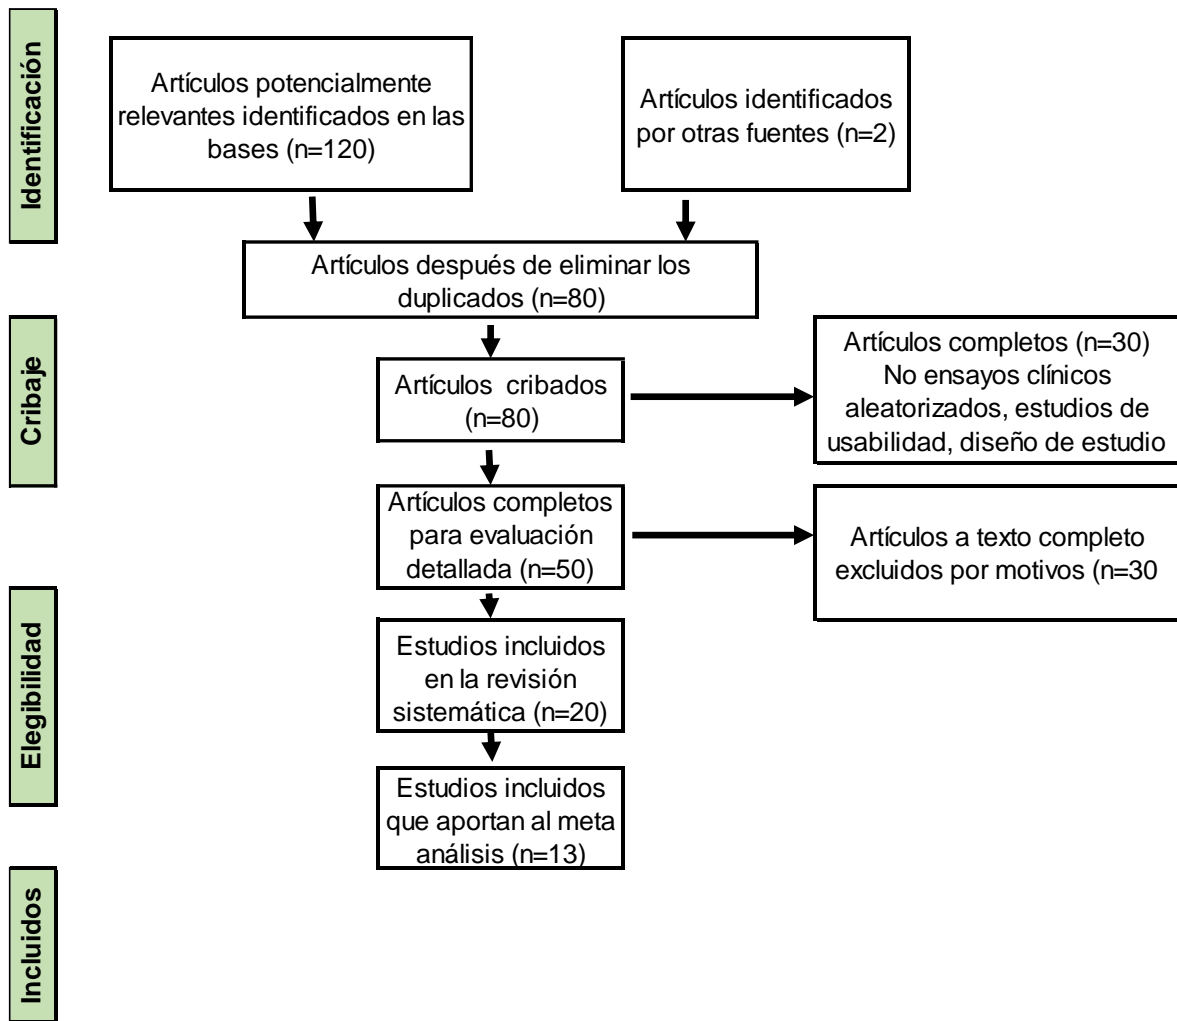 Identificación
Artículos potencialmente
relevantes identificados en las
bases (n=120)
Artículos identificados
por otras fuentes (n=2)
Artículos después de eliminar los
duplicados (n=80)
Cribaje
Artículos cribados
(n=80)
Artículos completos (n=30)
No ensayos clínicos
aleatorizados, estudios de
usabilidad, diseño de estudio
Artículos completos
para evaluación
detallada (n=50)
Artículos a texto completo
excluidos por motivos (n=30
Elegibilidad
Estudios incluidos
en la revisión
sistemática (n=20)
Estudios incluidos
que aportan al meta
análisis (n=13)
Incluidos